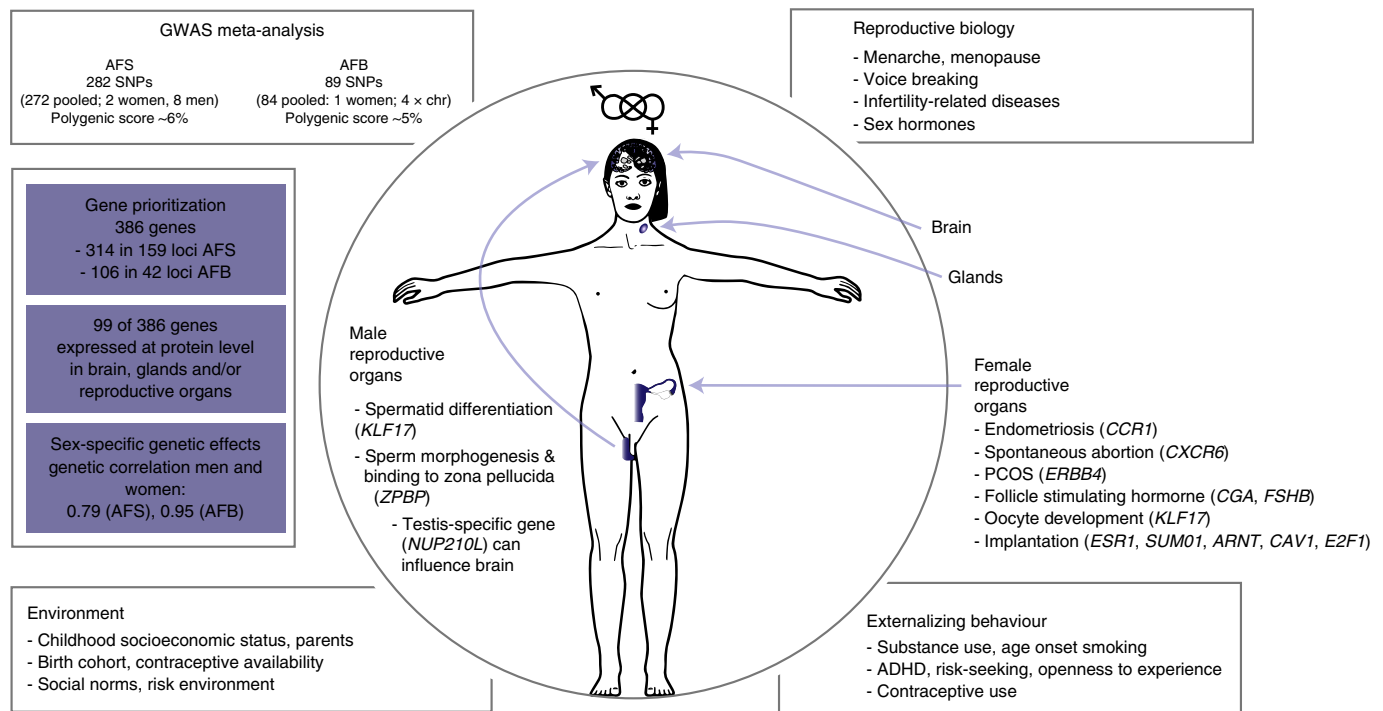 GWAS meta-analysis
AFS
282 SNPs
(272 pooled; 2 women, 8 men)
Polygenic score ~6%
AFB
89 SNPs
(84 pooled: 1 women; 4 × chr)
Polygenic score ~5%
Reproductive biology
- Menarche, menopause
- Voice breaking
- Infertility-related diseases
- Sex hormones
Gene prioritization
386 genes
- 314 in 159 loci AFS
- 106 in 42 loci AFB
99 of 386 genes
expressed at protein level
in brain, glands and/or
reproductive organs
Sex-specific genetic effects
genetic correlation men and
women:
0.79 (AFS), 0.95 (AFB)
Brain
Glands
Male
reproductive
organs
- Spermatid differentiation
(KLF17)
- Sperm morphogenesis &
binding to zona pellucida
(ZPBP)
- Testis-specific gene
(NUP210L) can
influence brain
Female
reproductive
organs
- Endometriosis (CCR1)
- Spontaneous abortion (CXCR6)
- PCOS (ERBB4)
- Follicle stimulating hormorne (CGA, FSHB)
- Oocyte development (KLF17)
- Implantation (ESR1, SUM01, ARNT, CAV1, E2F1)
Environment
- Childhood socioeconomic status, parents
- Birth cohort, contraceptive availability
- Social norms, risk environment
Externalizing behaviour
- Substance use, age onset smoking
- ADHD, risk-seeking, openness to experience
- Contraceptive use